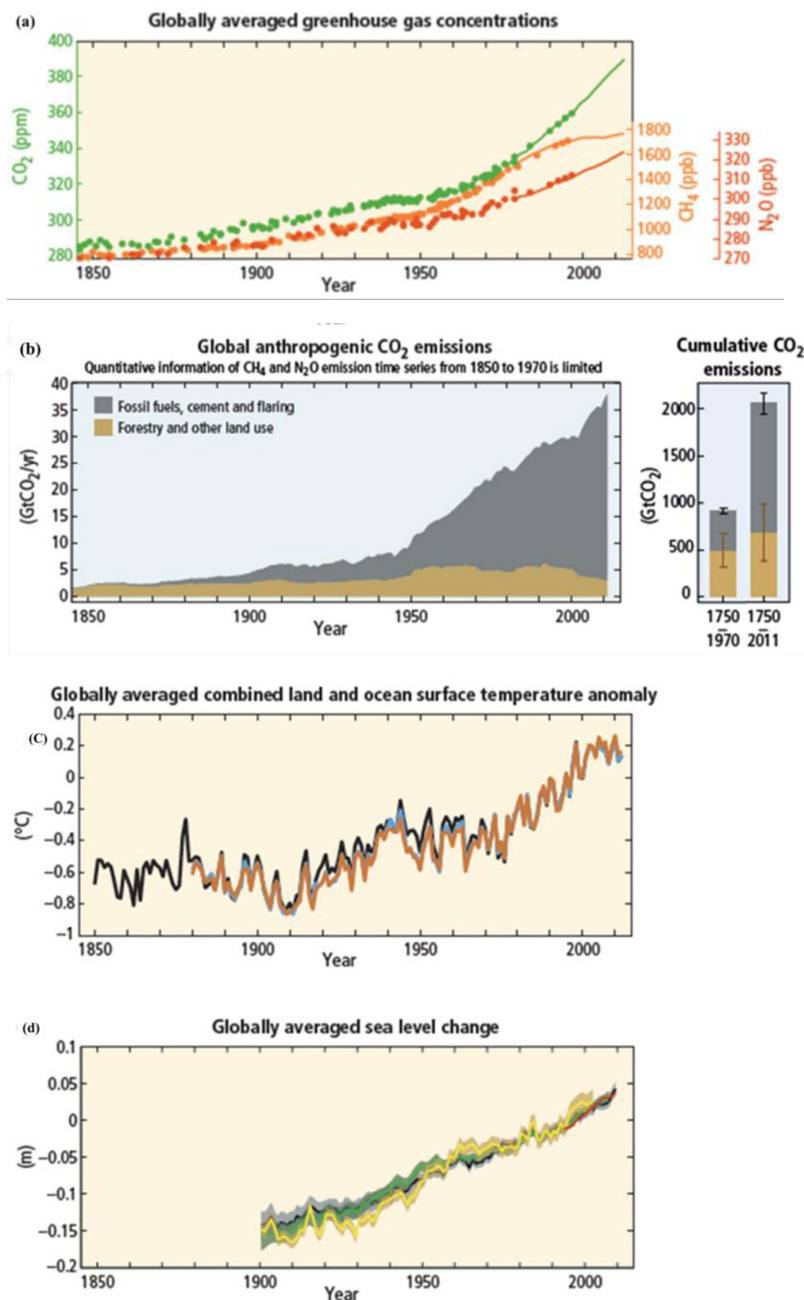 (a)
Globally averaged greenhouse gas concentrations
400
380
360
340
320
300
280
CO2 (ppm)
1800
1600
1400
1200
1000
800
CH4 (ppb)
330
320
310
300
290
280
270
N2O (ppb)
1850 1900 1950 2000
Year
(b)
Global anthropogenic CO2 emissions
Quantitative information of CH4 and N2O emission time series from 1850 to 1970 is limited
40
35
30
25
20
15
10
5
0
(GtCO2/yr)
Fossil fuels, cement and flaring
Forestry and other land use
1850 1900 1950 2000
Year
Cumulative CO2
emissions
2000
1500
1000
500
0
(GtCO2)
1750 1750
– –
1970 2011
Globally averaged combined land and ocean surface temperature anomaly
(C)
0.4
0.2
0
−0.2
−0.4
−0.6
−0.8
−1
(°C)
1850 1900 1950 2000
Year
(d)
Globally averaged sea level change
0.1
0.05
0
−0.05
−0.1
−0.15
−0.2
(m)
1850 1900 1950 2000
Year